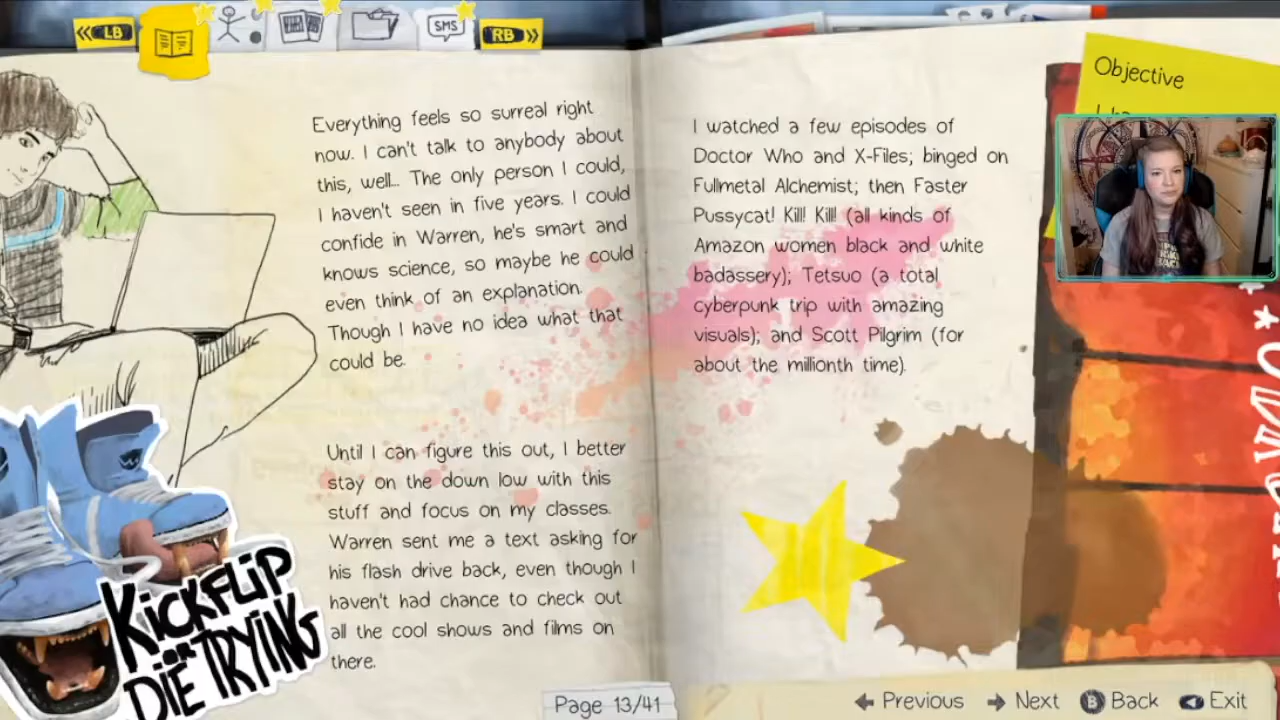 LB
SMS
RB
Everything feels so surreal right
now. I can't talk to anybody about
this, well... The only person I could,
I haven't seen in five years. I could
confide in Warren, he's smart and
knows science, so maybe he could
even think of an explanation.
Though I have no idea what that
could be.
Until I can figure this out, I better
stay on the down low with this
stuff and focus on my classes.
Warren sent me a text asking for
his flash drive back, even though I
haven't had chance to check out
all the cool shows and films on
there.
KICKFLIP
OR
DIE TRYING
I watched a few episodes of
Doctor Who and X-Files; binged on
Fullmetal Alchemist; then Faster
Pussycat! Kill! Kill! (all kinds of
Amazon women black and white
badassery); Tetsuo (a total
cyberpunk trip with amazing
visuals); and Scott Pilgrim (for
about the millionth time).
Objective
Page 13/41
Previous
Next
B Back
Exit